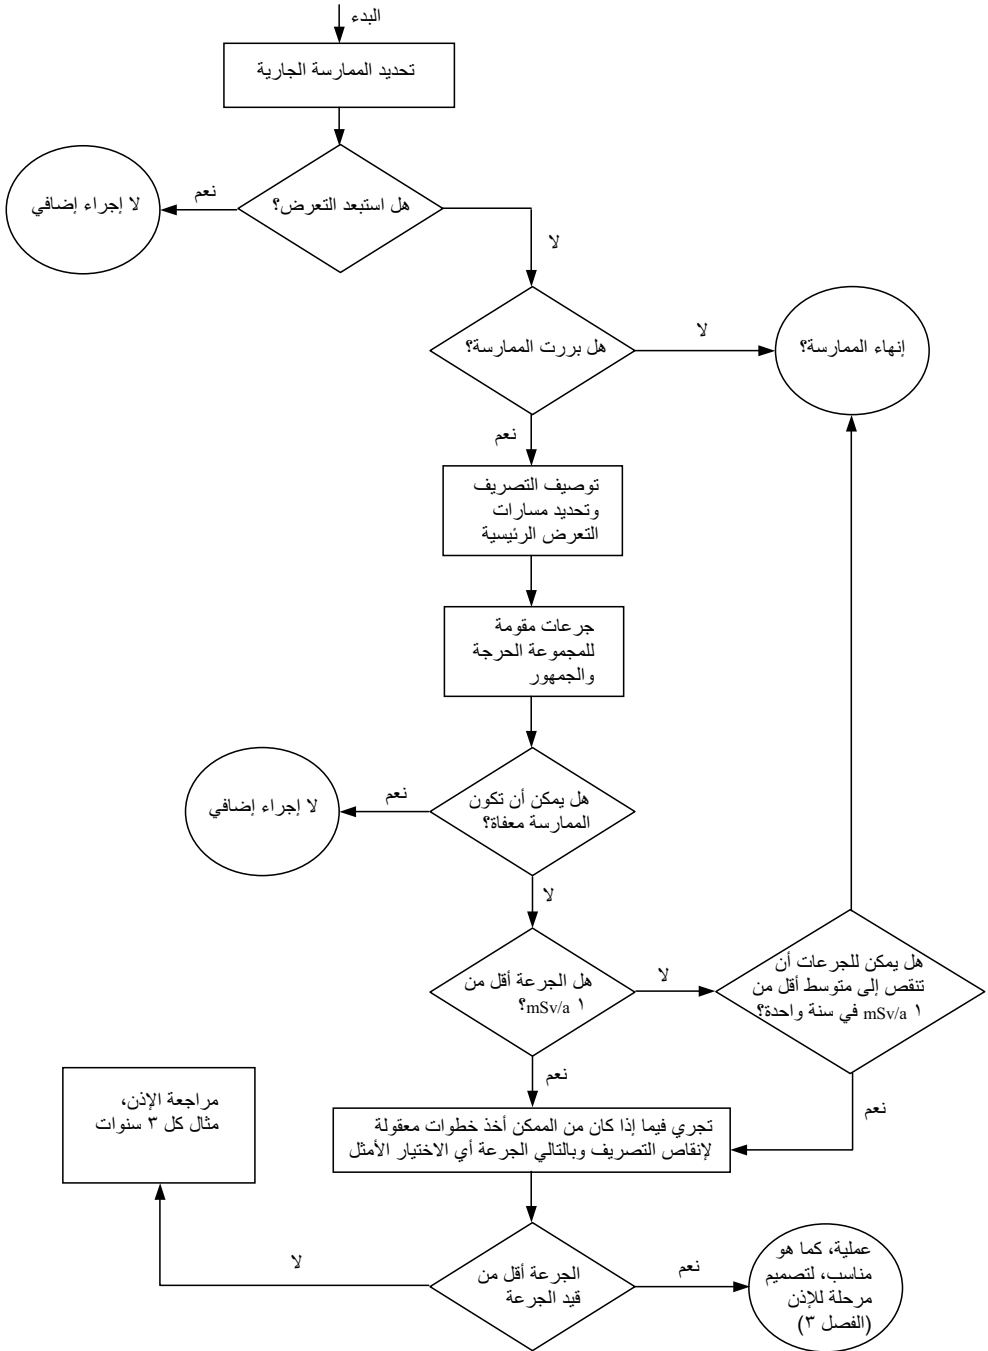 البدء
تحديد الممارسة الجارية
هل استبعد التعرض؟
نعم
لا إجراء إضافي
لا
هل بررت الممارسة؟
لا
إنهاء الممارسة؟
نعم
توصيف التصريف
وتحديد مسارات
التعرض الرئيسية
جرعات مقومة
للمجموعة الحرجة
والجمهور
هل يمكن أن تكون
الممارسة معفاة؟
نعم
لا إجراء إضافي
لا
هل الجرعة أقل من
١ mSv/a؟
لا
هل يمكن للجرعات أن
تنقص إلى متوسط أقل من
١ mSv/a في سنة واحدة؟
نعم
نعم
تجري فيما إذا كان من الممكن أخذ خطوات معقولة
لإنقاص التصريف وبالتالي الجرعة أي الاختيار الأمثل
الجرعة أقل من
قيد الجرعة
لا
مراجعة الإذن،
مثال كل ٣ سنوات
نعم
عملية، كما هو
مناسب، لتصميم
مرحلة للإذن
(الفصل ٣)